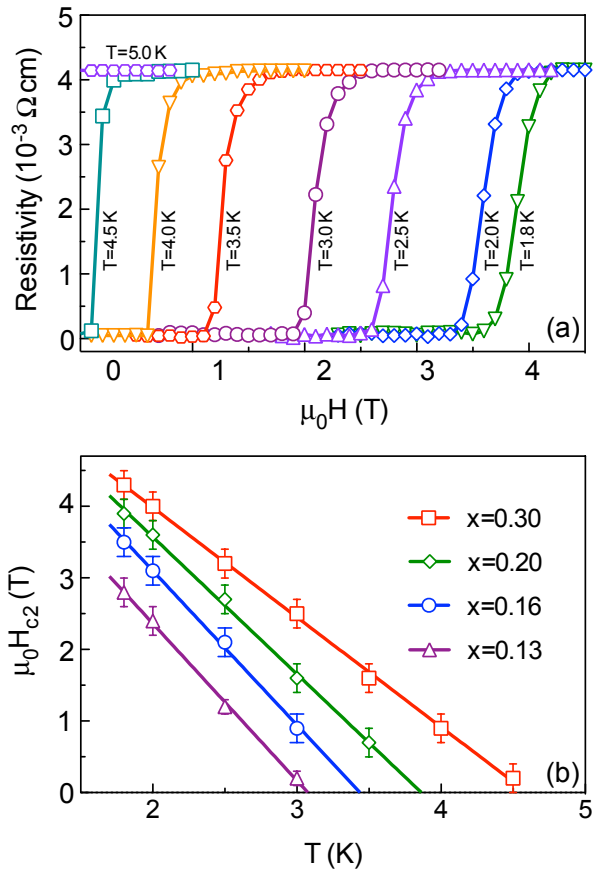 5
4
3
2
1
0
Resistivity (10⁻³ Ω cm)
T=5.0 K
T=4.5 K
T=4.0 K
T=3.5 K
T=3.0 K
T=2.5 K
T=2.0 K
T=1.8 K
(a)
0 1 2 3 4
μ₀H (T)
4
3
2
1
0
μ₀H_c2 (T)
x=0.30
x=0.20
x=0.16
x=0.13
(b)
2 3 4 5
T (K)